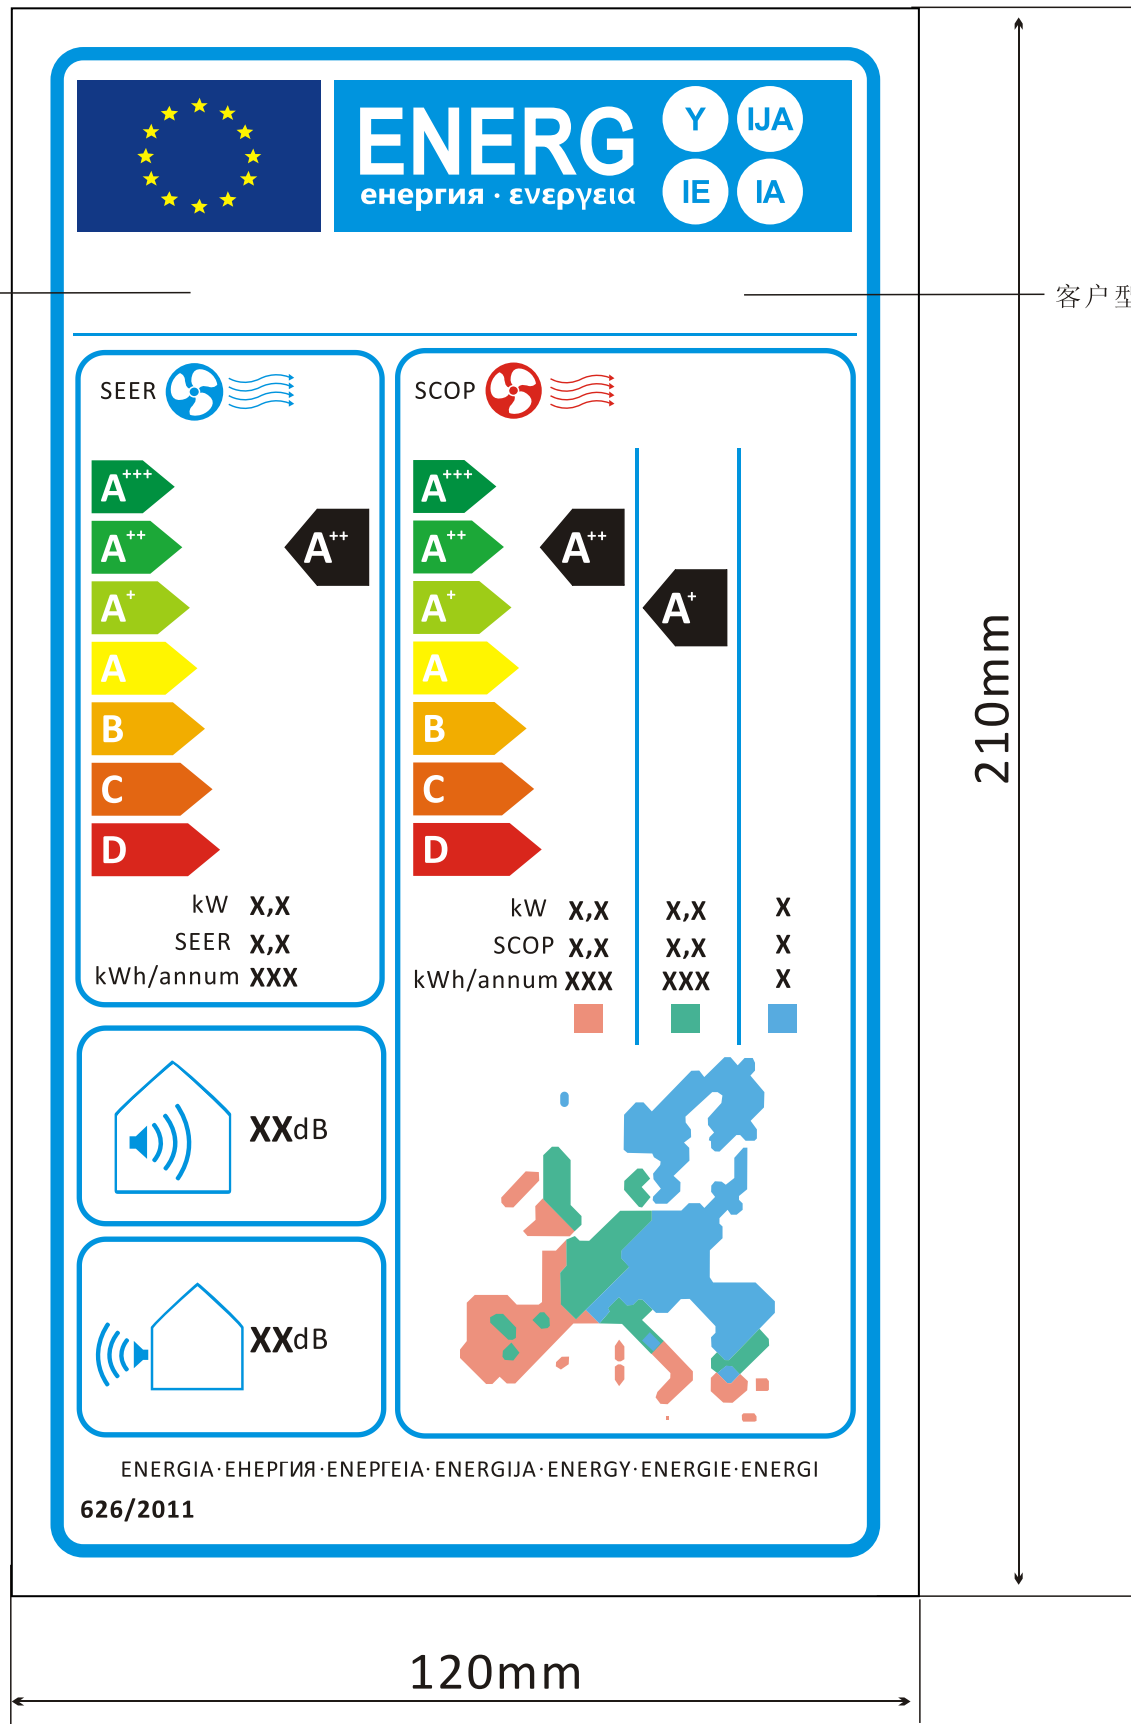 ENERG
енергия · ενεργεια
Y
IJA
IE
IA
客户型
SEER
SCOP
A+++
A++
A+
A
B
C
D
A++
A+++
A++
A+
A
B
C
D
A++
A+
kW X,X
SEER X,X
kWh/annum XXX
kW X,X X,X X
SCOP X,X X,X X
kWh/annum XXX XXX X
XXdB
XXdB
ENERGIA·ЕНЕРГИЯ·ΕΝΕΡΓΕΙΑ·ENERGIJA·ENERGY·ENERGIE·ENERGI
626/2011
210mm
120mm